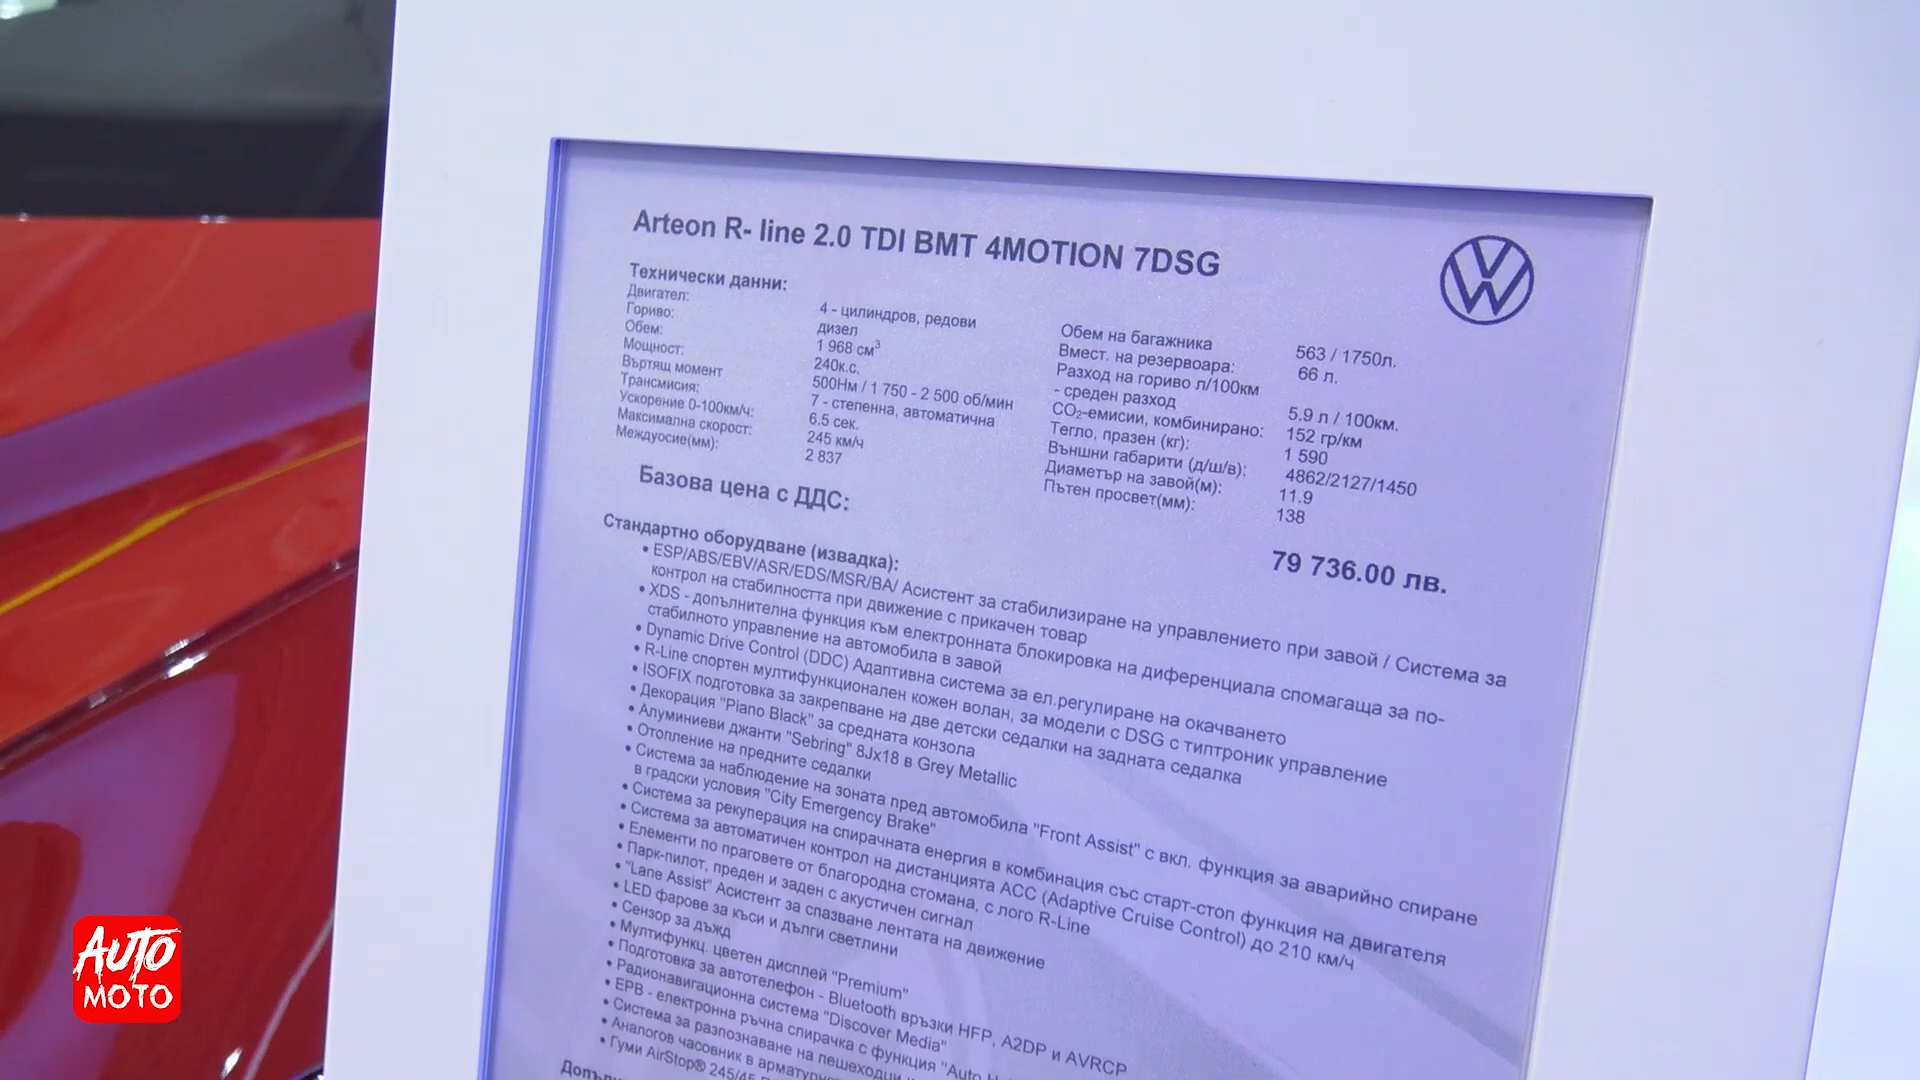 Arteon R- line 2.0 TDI BMT 4MOTION 7DSG
Технически данни:
Двигател: 4 - цилиндров, редови
Гориво: дизел
Обем: 1 968 см³
Мощност: 240к.с.
Въртящ момент 500Нм / 1 750 - 2 500 об/мин
Трансмисия: 7 - степенна, автоматична
Ускорение 0-100км/ч: 6.5 сек.
Максимална скорост: 245 км/ч
Междуосие(мм): 2 837
Обем на багажника 563 / 1750л.
Вмест. на резервоара: 66 л.
Разход на гориво л/100км
- среден разход 5.9 л / 100км.
CO₂-емисии, комбинирано: 152 гр/км
Тегло, празен (кг): 1 590
Външни габарити (д/ш/в): 4862/2127/1450
Диаметър на завой(м): 11.9
Пътен просвет(мм): 138
Базова цена с ДДС: 79 736.00 лв.
Стандартно оборудване (извадка):
• ESP/ABS/EBV/ASR/EDS/MSR/BA/ Асистент за стабилизиране на управлението при завой / Система за
контрол на стабилността при движение с прикачен товар
• XDS - допълнителна функция към електронната блокировка на диференциала спомагаща за по-
стабилното управление на автомобила в завой
• Dynamic Drive Control (DDC) Адаптивна система за ел.регулиране на окачването
• R-Line спортен мултифункционален кожен волан, за модели с DSG с типтроник управление
• ISOFIX подготовка за закрепване на две детски седалки на задната седалка
• Декорация "Piano Black" за средната конзола
• Алуминиеви джанти "Sebring" 8Jx18 в Grey Metallic
• Отопление на предните седалки
• Система за наблюдение на зоната пред автомобила "Front Assist" с вкл. функция за аварийно спиране
в градски условия "City Emergency Brake"
• Система за рекуперация на спирачната енергия в комбинация със старт-стоп функция на двигателя
• Система за автоматичен контрол на дистанцията ACC (Adaptive Cruise Control) до 210 км/ч
• Елементи по праговете от благородна стомана, с лого R-Line
• Парк-пилот, преден и заден с акустичен сигнал
• "Lane Assist" Асистент за спазване лентата на движение
• LED фарове за къси и дълги светлини
• Сензор за дъжд
• Мултифункц. цветен дисплей "Premium"
• Подготовка за автотелефон - Bluetooth връзки HFP, A2DP и AVRCP
• Радионавигационна система "Discover Media"
• EPB - електронна ръчна спирачка с функция "Auto
• Система за разпознаване на пешеходци
• Аналогов часовник в
• Гуми AirStop® 245/45
AUTO
MOTO